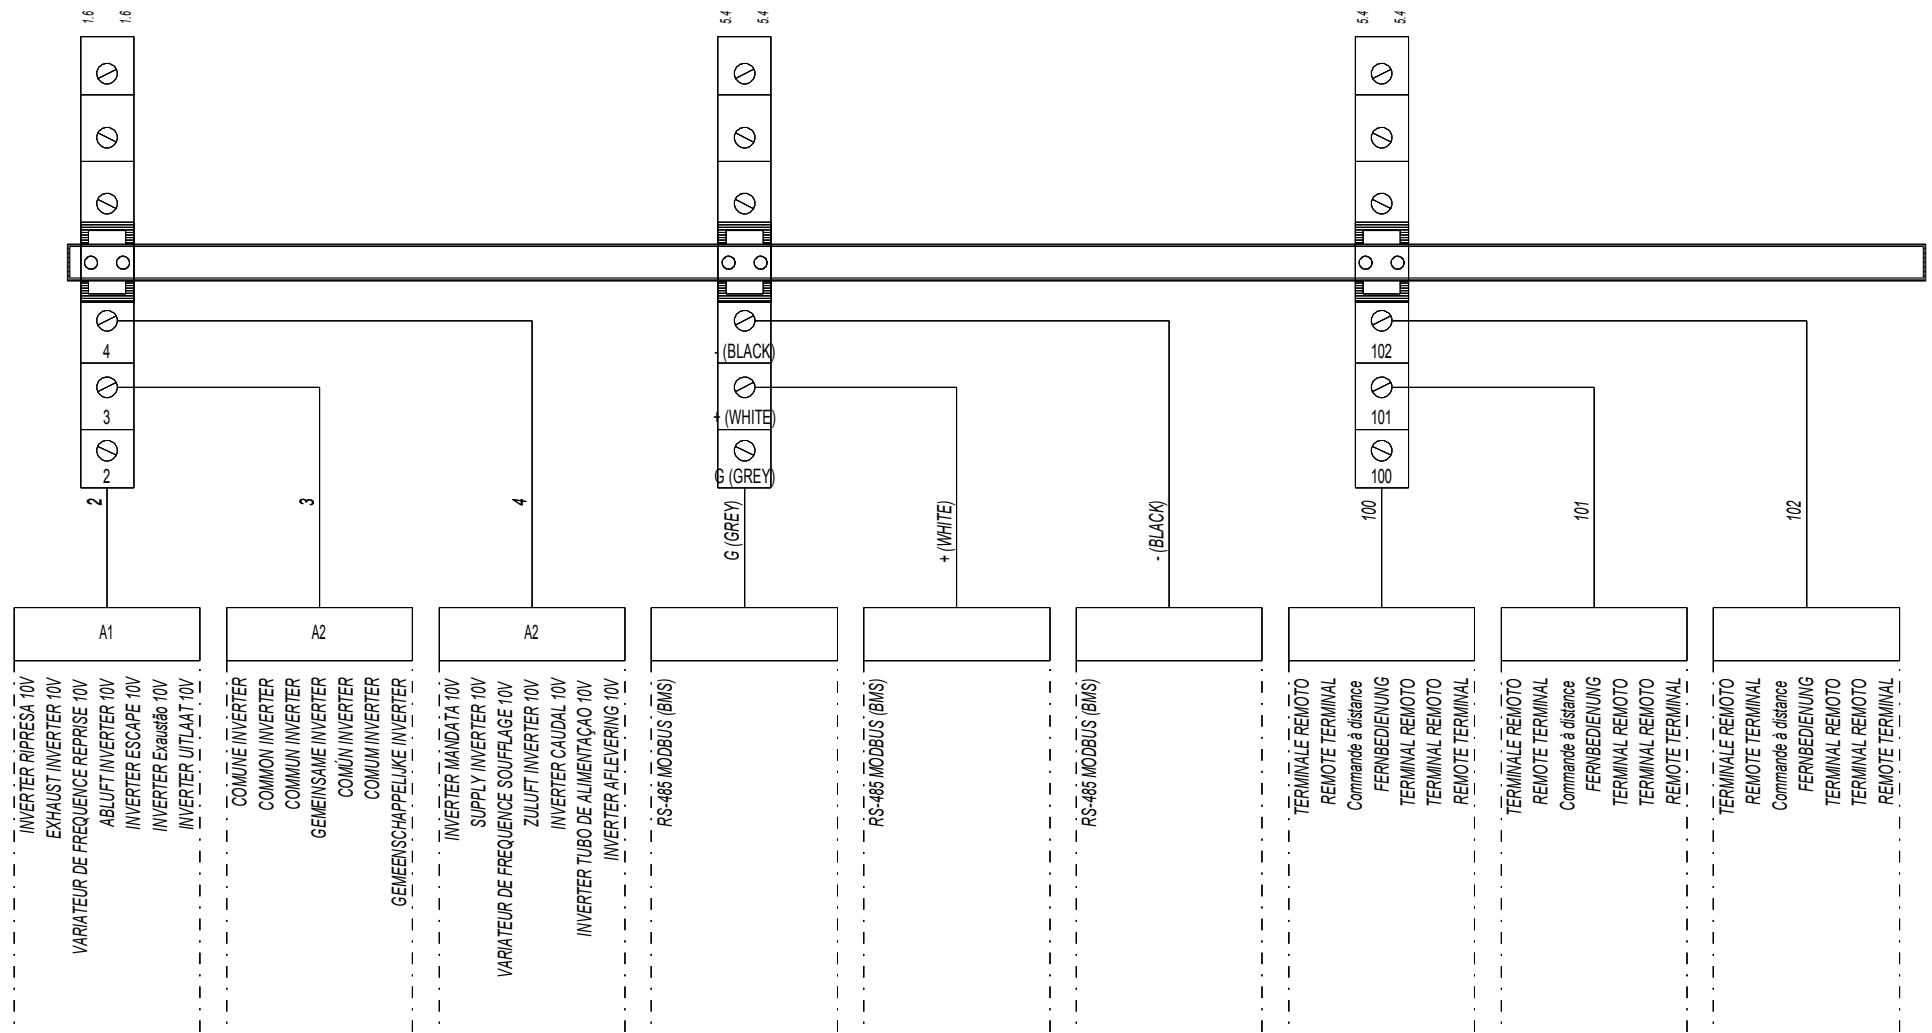 1.6
1.6
5.4
5.4
5.4
5.4
4
3
2
- (BLACK)
+ (WHITE)
G (GREY)
102
101
100
2
3
4
G (GREY)
+ (WHITE)
- (BLACK)
100
101
102
A1
A2
A2
INVERTER RIPRESA 10V
EXHAUST INVERTER 10V
VARIATEUR DE FREQUENCE REPRISE 10V
ABLUFT INVERTER 10V
INVERTER ESCAPE 10V
INVERTER Exaustão 10V
INVERTER UITLAAT 10V
COMUNE INVERTER
COMMON INVERTER
COMMUN INVERTER
GEMEINSAME INVERTER
COMÚN INVERTER
COMUM INVERTER
GEMEENSCHAPPELIJKE INVERTER
INVERTER MANDATA 10V
SUPPLY INVERTER 10V
VARIATEUR DE FREQUENCE SOUFFLAGE 10V
ZULUFT INVERTER 10V
INVERTER CAUDAL 10V
INVERTER TUBO DE ALIMENTAÇAO 10V
INVERTER AFLEVERING 10V
RS-485 MODBUS (BMS)
RS-485 MODBUS (BMS)
RS-485 MODBUS (BMS)
TERMINALE REMOTO
REMOTE TERMINAL
Commande à distance
FERNBEDIENUNG
TERMINAL REMOTO
TERMINAL REMOTO
REMOTE TERMINAL
TERMINALE REMOTO
REMOTE TERMINAL
Commande à distance
FERNBEDIENUNG
TERMINAL REMOTO
TERMINAL REMOTO
REMOTE TERMINAL
TERMINALE REMOTO
REMOTE TERMINAL
Commande à distance
FERNBEDIENUNG
TERMINAL REMOTO
TERMINAL REMOTO
REMOTE TERMINAL